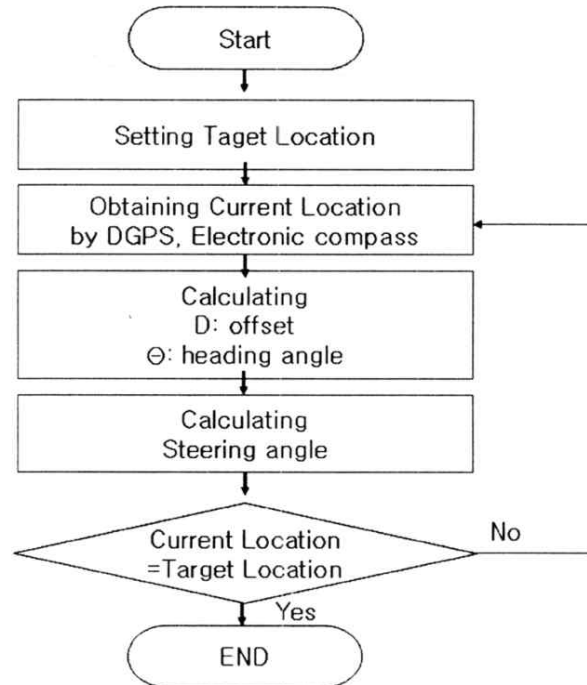 Start
Setting Taget Location
Obtaining Current Location
by DGPS, Electronic compass
Calculating
D: offset
Θ: heading angle
Calculating
Steering angle
Current Location
=Target Location
No
Yes
END